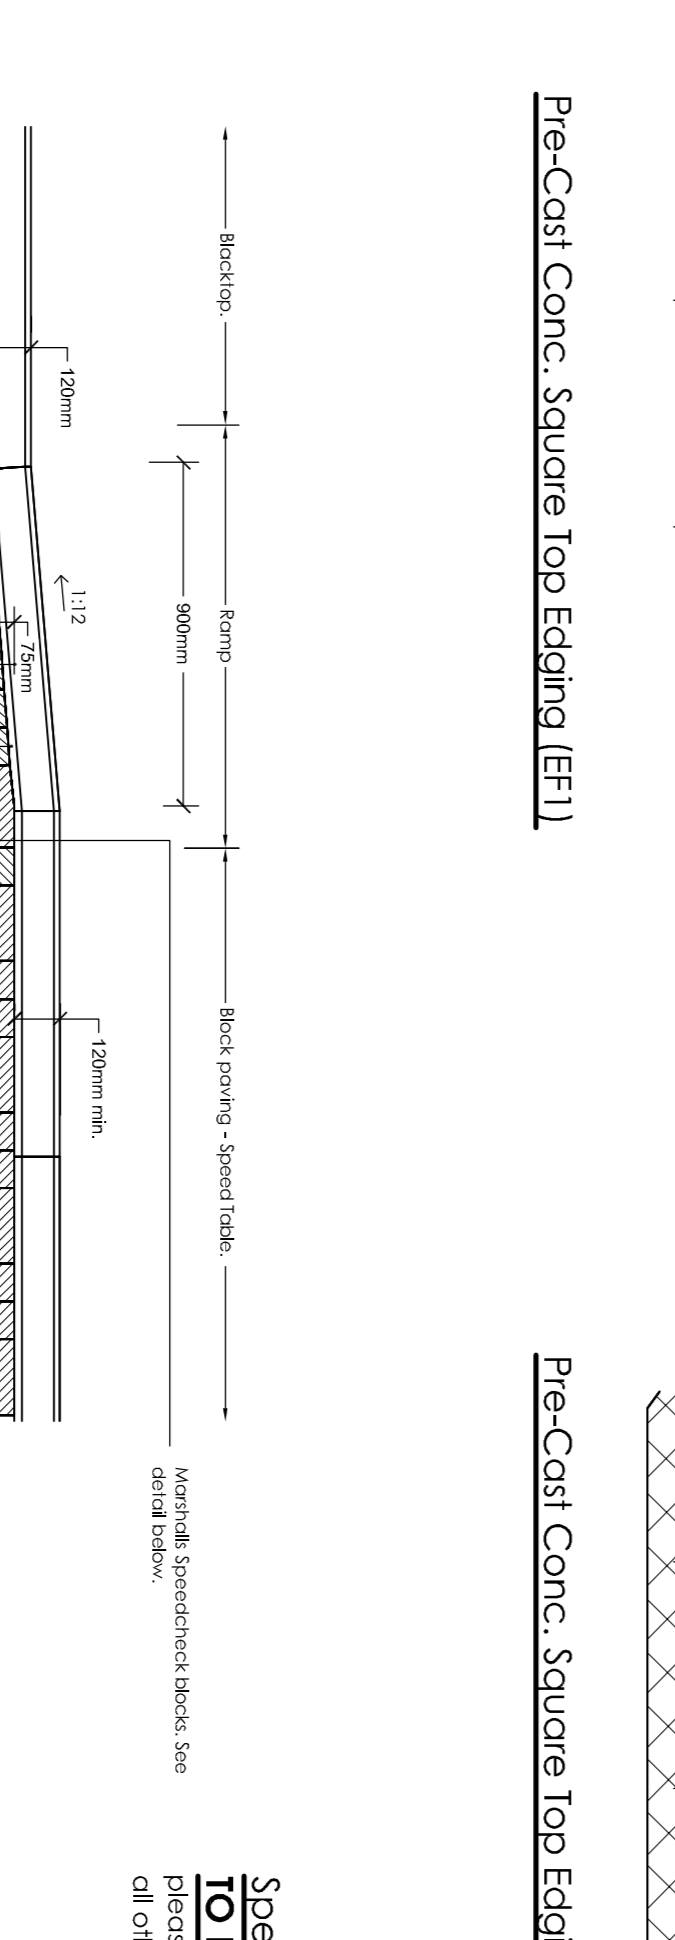 Pre-Cast Conc. Square Top Edging (EF1)
Pre-Cast Conc. Square Top
Blacktop.
Ramp
Block paving - Speed Table.
900mm
120mm
1:12
75mm
120mm min.
Marshalls Speedcheck blocks. See
detail below.
TO